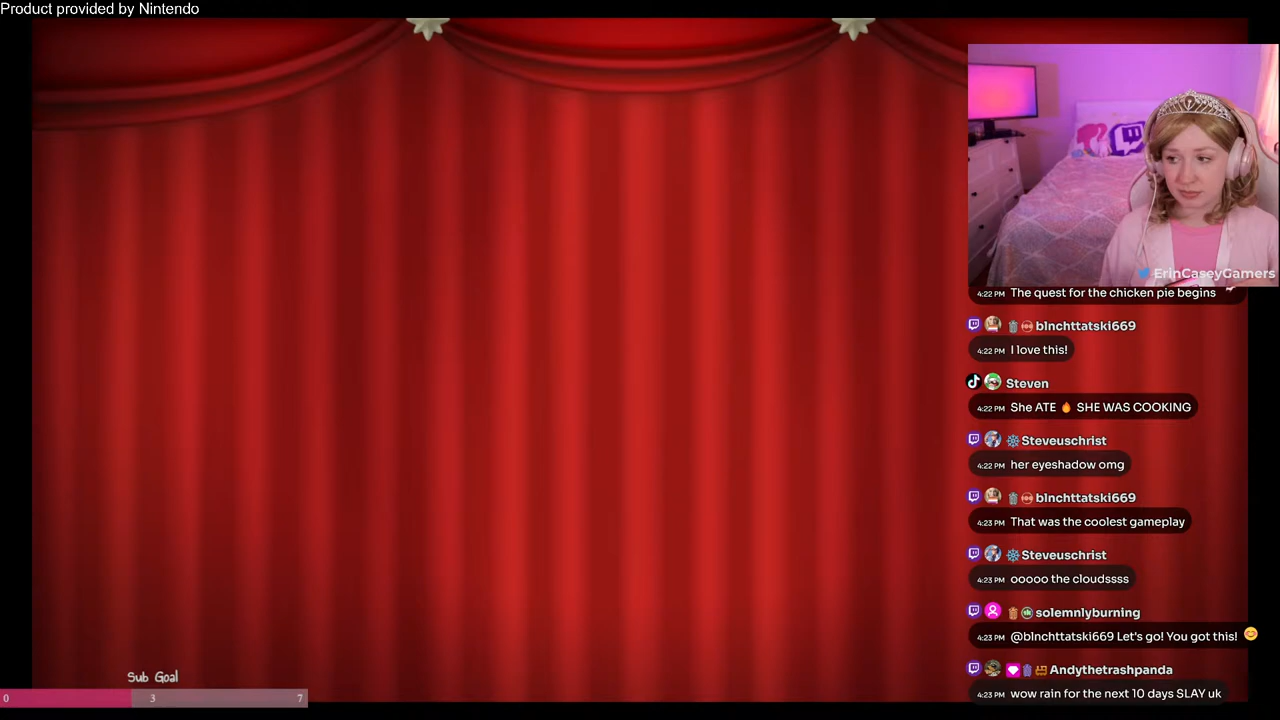 Product provided by Nintendo
ErinCaseyGamers
4:22 PM The quest for the chicken pie begins
blnchttatski669
4:22 PM I love this!
Steven
4:22 PM She ATE 🔥 SHE WAS COOKING
Steveuschrist
4:22 PM her eyeshadow omg
blnchttatski669
4:23 PM That was the coolest gameplay
Steveuschrist
4:23 PM ooooo the cloudssss
solemnlyburning
4:23 PM @blnchttatski669 Let's go! You got this! 😊
Andythetrashpanda
4:23 PM wow rain for the next 10 days SLAY uk
Sub Goal
0 3 7